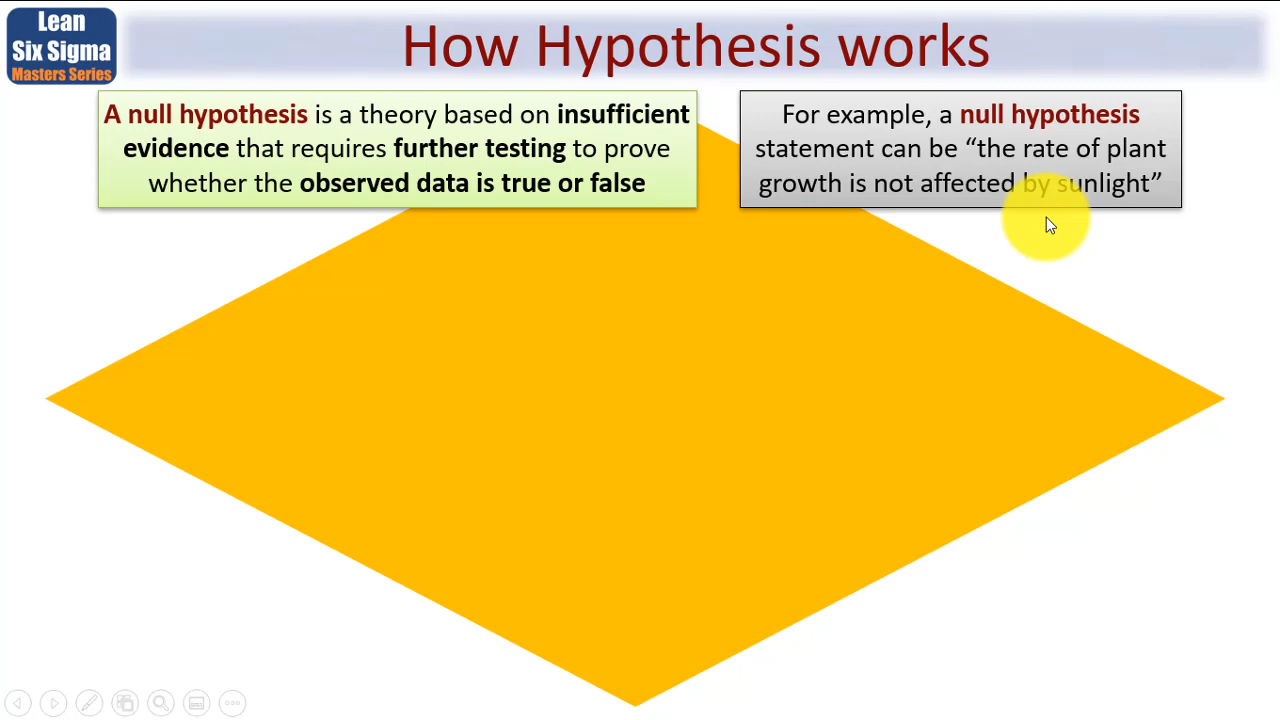 Lean
Six Sigma
Masters Series
How Hypothesis works
A null hypothesis is a theory based on insufficient
evidence that requires further testing to prove
whether the observed data is true or false
For example, a null hypothesis
statement can be “the rate of plant
growth is not affected by sunlight”